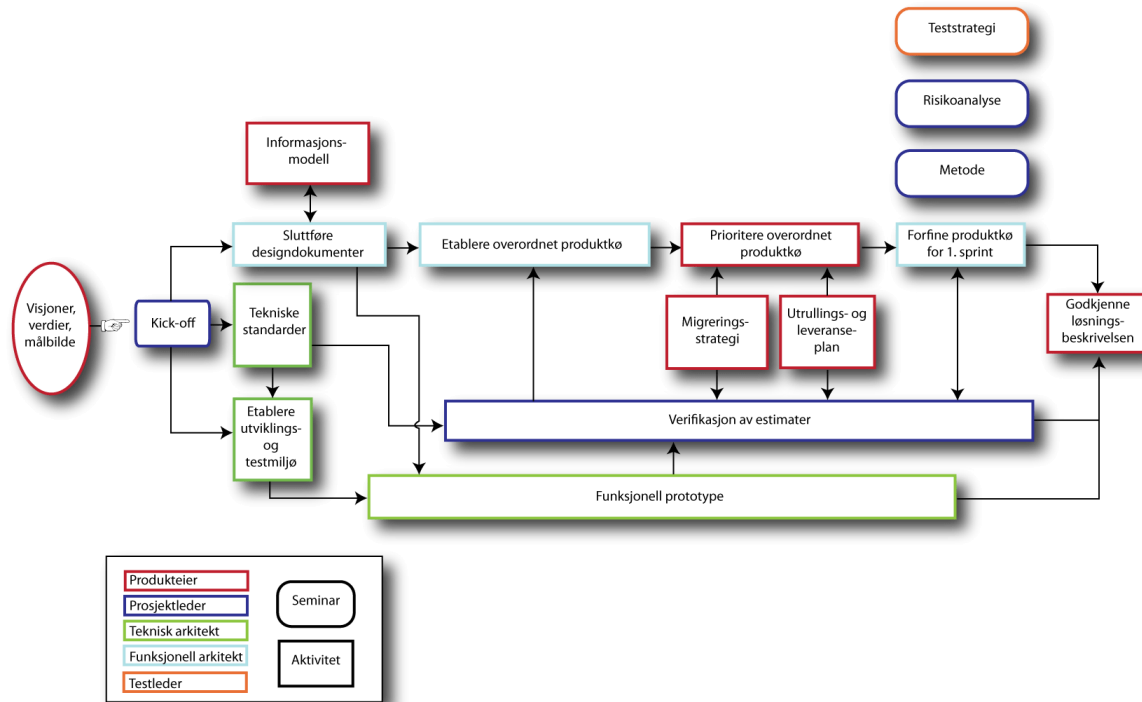 Teststrategi
Risikoanalyse
Metode
Informasjons-
modell
Sluttføre
designdokumenter
Etablere overordnet produktkø
Prioritere overordnet
produktkø
Forfine produktkø
for 1. sprint
Visjoner,
verdier,
målbilde
Kick-off
Tekniske
standarder
Migrerings-
strategi
Utrullings- og
leveranse-
plan
Godkjenne
løsnings-
beskrivelsen
Etablere
utviklings-
og
testmiljø
Verifikasjon av estimater
Funksjonell prototype
Produkteier
Prosjektleder
Teknisk arkitekt
Funksjonell arkitekt
Testleder
Seminar
Aktivitet